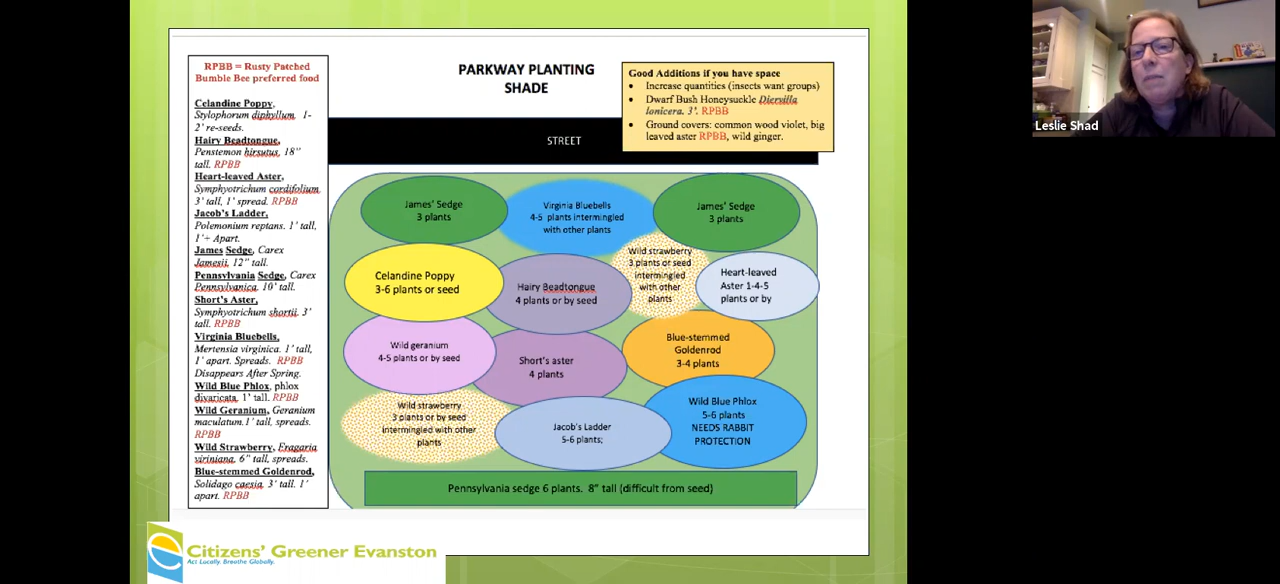 RPBB = Rusty Patched
Bumble Bee preferred food
Celandine Poppy,
Stylophorum diphyllum. 1-
2' re-seeds.
Hairy Beadtongue,
Penstemon hirsutus, 18"
tall. RPBB
Heart-leaved Aster,
Symphyotrichum cordifolium
3' tall, 1' spread. RPBB
Jacob's Ladder,
Polemonium reptans. 1' tall,
1'+ Apart.
James Sedge, Carex
Jamesii. 12" tall.
Pennsylvania Sedge, Carex
Pensylvanica. 10' tall.
Short's Aster,
Symphyotrichum shortii. 3'
tall. RPBB
Virginia Bluebells,
Mertensia virginica. 1' tall,
1' apart. Spreads. RPBB
Disappears After Spring.
Wild Blue Phlox, phlox
divaricata. 1' tall. RPBB
Wild Geranium, Geranium
maculatum. 1' tall, spreads.
RPBB
Wild Strawberry, Fragaria
viriniana. 6" tall, spreads.
Blue-stemmed Goldenrod,
Solidago caesia. 3' tall. 1'
apart. RPBB
PARKWAY PLANTING
SHADE
Good Additions if you have space
• Increase quantities (insects want groups)
• Dwarf Bush Honeysuckle Diervilla
lonicera. 3'. RPBB
• Ground covers: common wood violet, big
leaved aster RPBB, wild ginger.
STREET
James' Sedge
3 plants
Virginia Bluebells
4-5 plants intermingled
with other plants
James' Sedge
3 plants
Celandine Poppy
3-6 plants or seed
Hairy Beadtongue
4 plants or by seed
Wild strawberry
3 plants or seed
intermingled
with other
plants
Heart-leaved
Aster 1-4-5
plants or by
Wild geranium
4-5 plants or by seed
Short's aster
4 plants
Blue-stemmed
Goldenrod
3-4 plants
Wild strawberry
3 plants or by seed
intermingled with other
plants
Jacob's Ladder
5-6 plants;
Wild Blue Phlox
5-6 plants
NEEDS RABBIT
PROTECTION
Pennsylvania sedge 6 plants. 8" tall (difficult from seed)
Citizens' Greener Evanston
Act Locally. Breathe Globally.
Leslie Shad